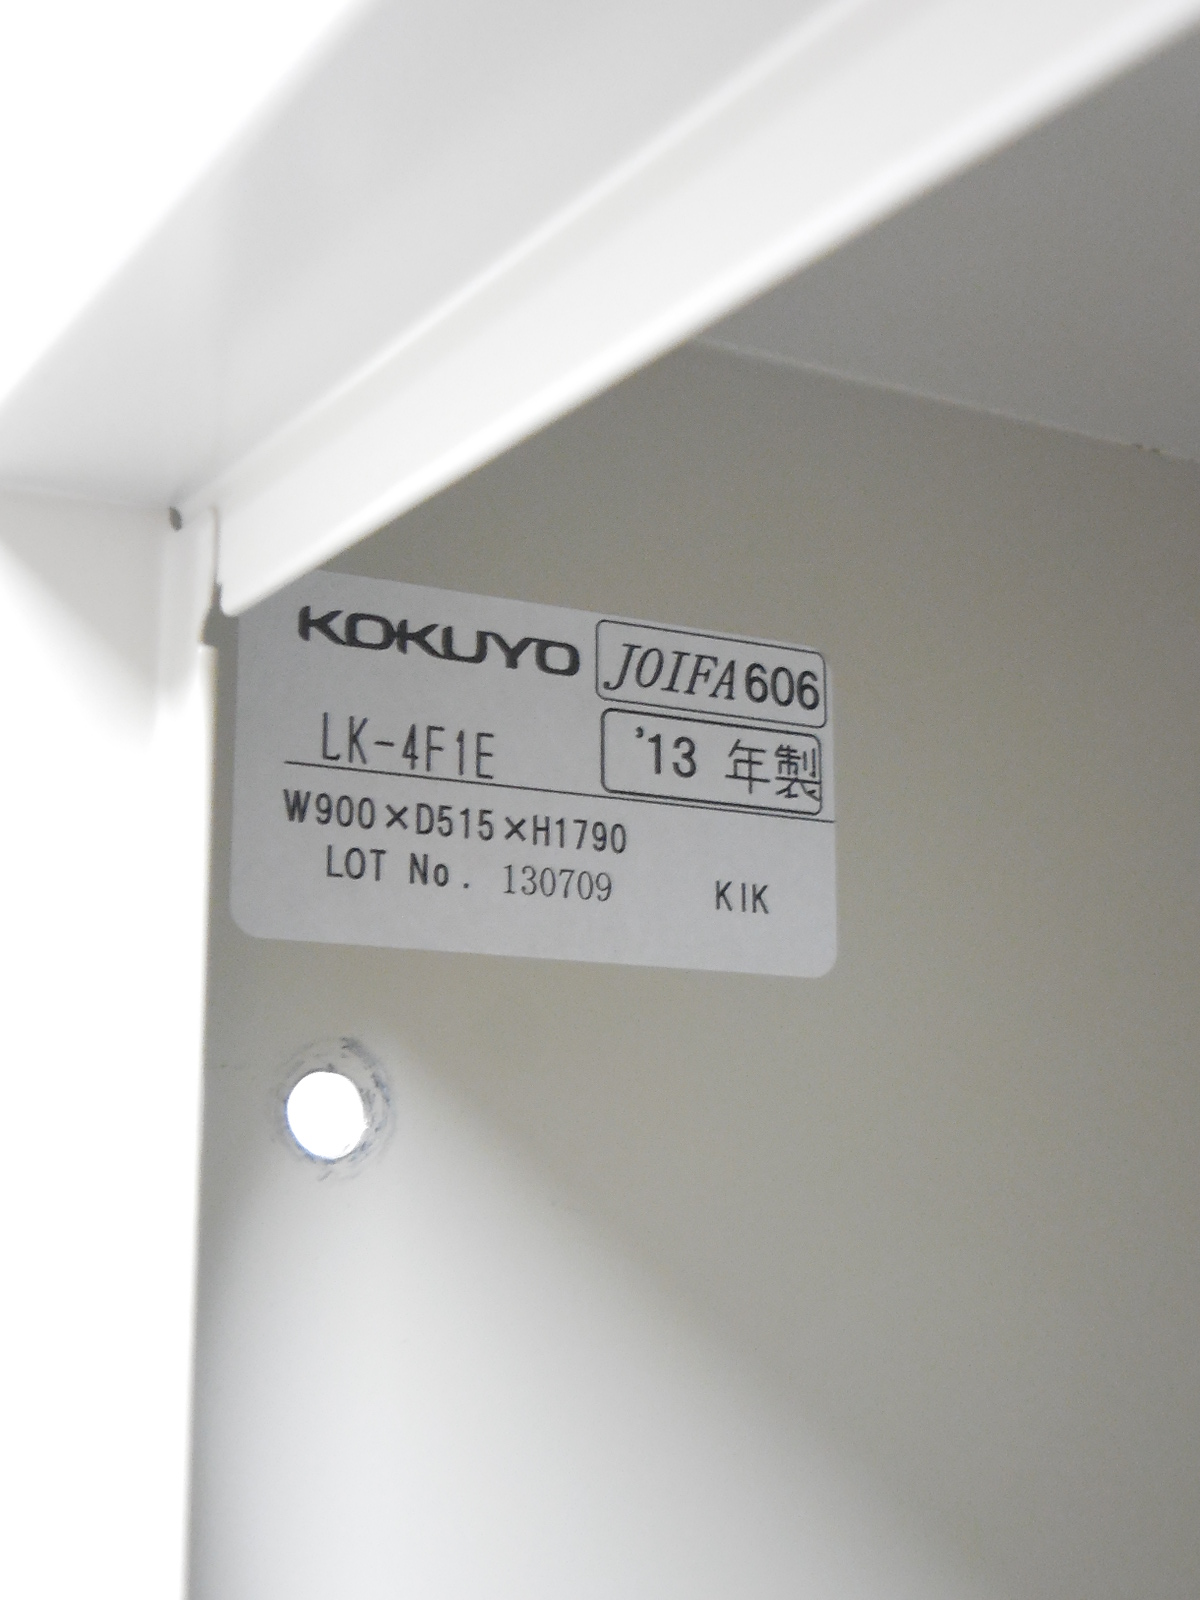 KOKUYO JOIFA606
LK-4F1E '13 年製
W900×D515×H1790
LOT No. 130709 KIK